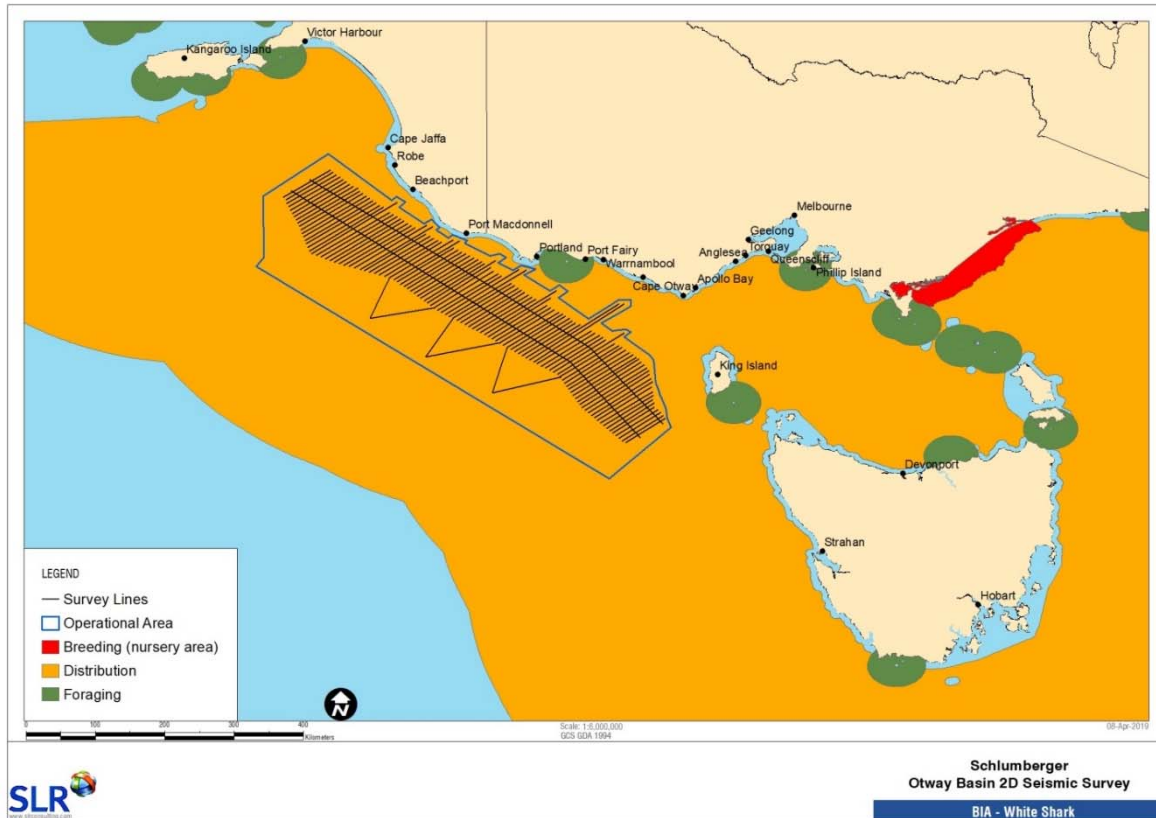 Victor Harbour
Kangaroo Island
Cape Jaffa
Robe
Beachport
Melbourne
Port Macdonnell
Geelong
Portland
Port Fairy
Anglesea
Torquay
Warrnambool
Queenscliff
Phillip Island
Cape Otway
Apollo Bay
King Island
Devonport
Strahan
Hobart
LEGEND
Survey Lines
Operational Area
Breeding (nursery area)
Distribution
Foraging
N
0 100 200 300 400
Kilometers
Scale: 1:6,000,000
GCS GDA 1994
08-Apr-2019
SLR
www.slrconsulting.com
Schlumberger
Otway Basin 2D Seismic Survey
BIA - White Shark